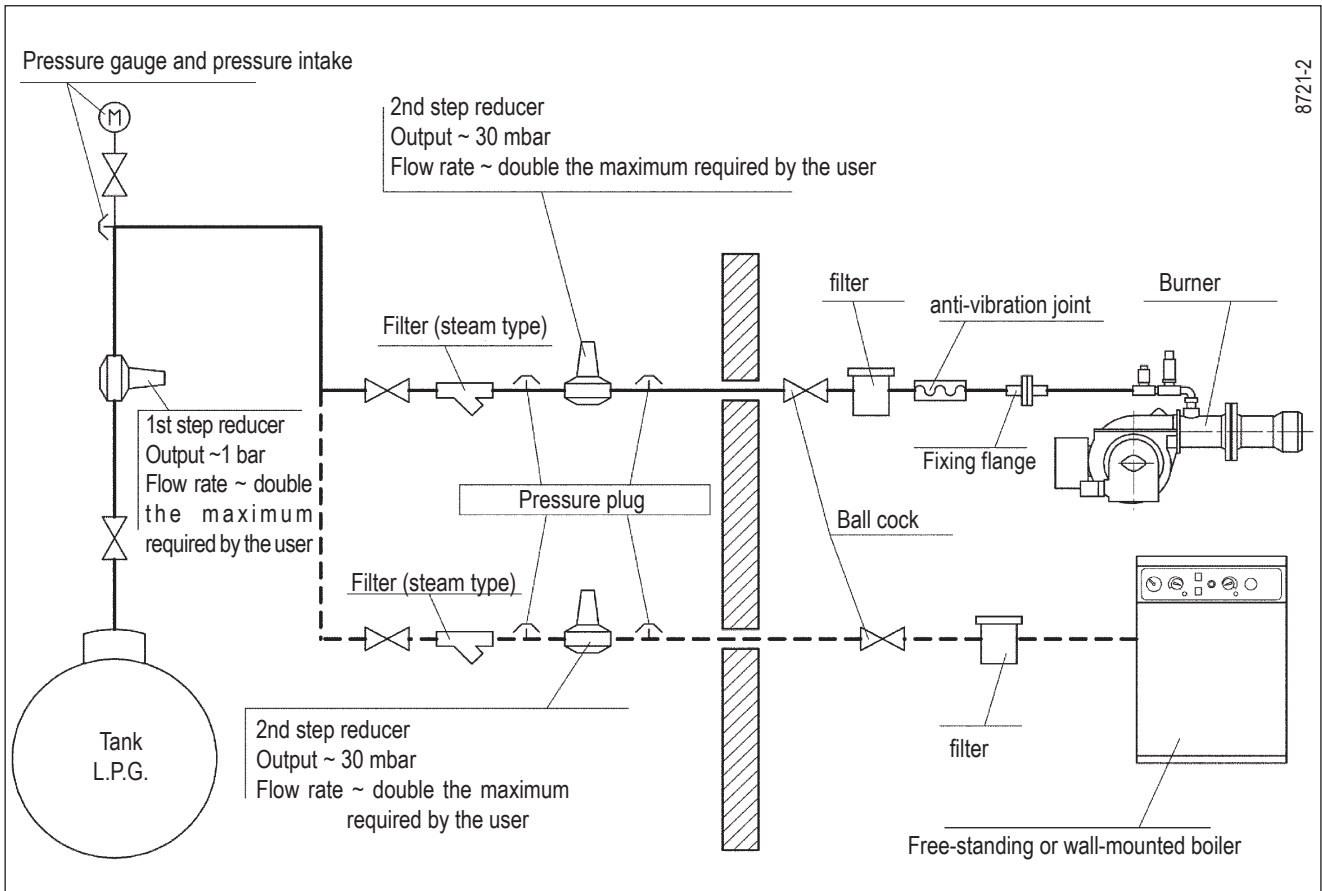 Pressure gauge and pressure intake
M
8721-2
2nd step reducer
Output ~ 30 mbar
Flow rate ~ double the maximum required by the user
filter
Burner
anti-vibration joint
Filter (steam type)
1st step reducer
Output ~1 bar
Flow rate ~ double
the maximum
required by the user
Fixing flange
Pressure plug
Ball cock
Filter (steam type)
2nd step reducer
Output ~ 30 mbar
Flow rate ~ double the maximum
required by the user
Tank
L.P.G.
filter
Free-standing or wall-mounted boiler